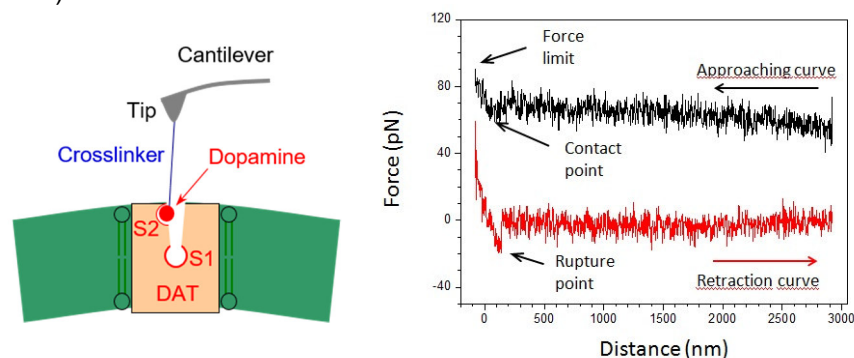 Cantilever
Tip
Crosslinker
Dopamine
S2
S1
DAT
120
80
40
0
-40
Force (pN)
Force
limit
Approaching curve
Contact
point
Rupture
point
Retraction curve
0
500
1000
1500
2000
2500
3000
Distance (nm)